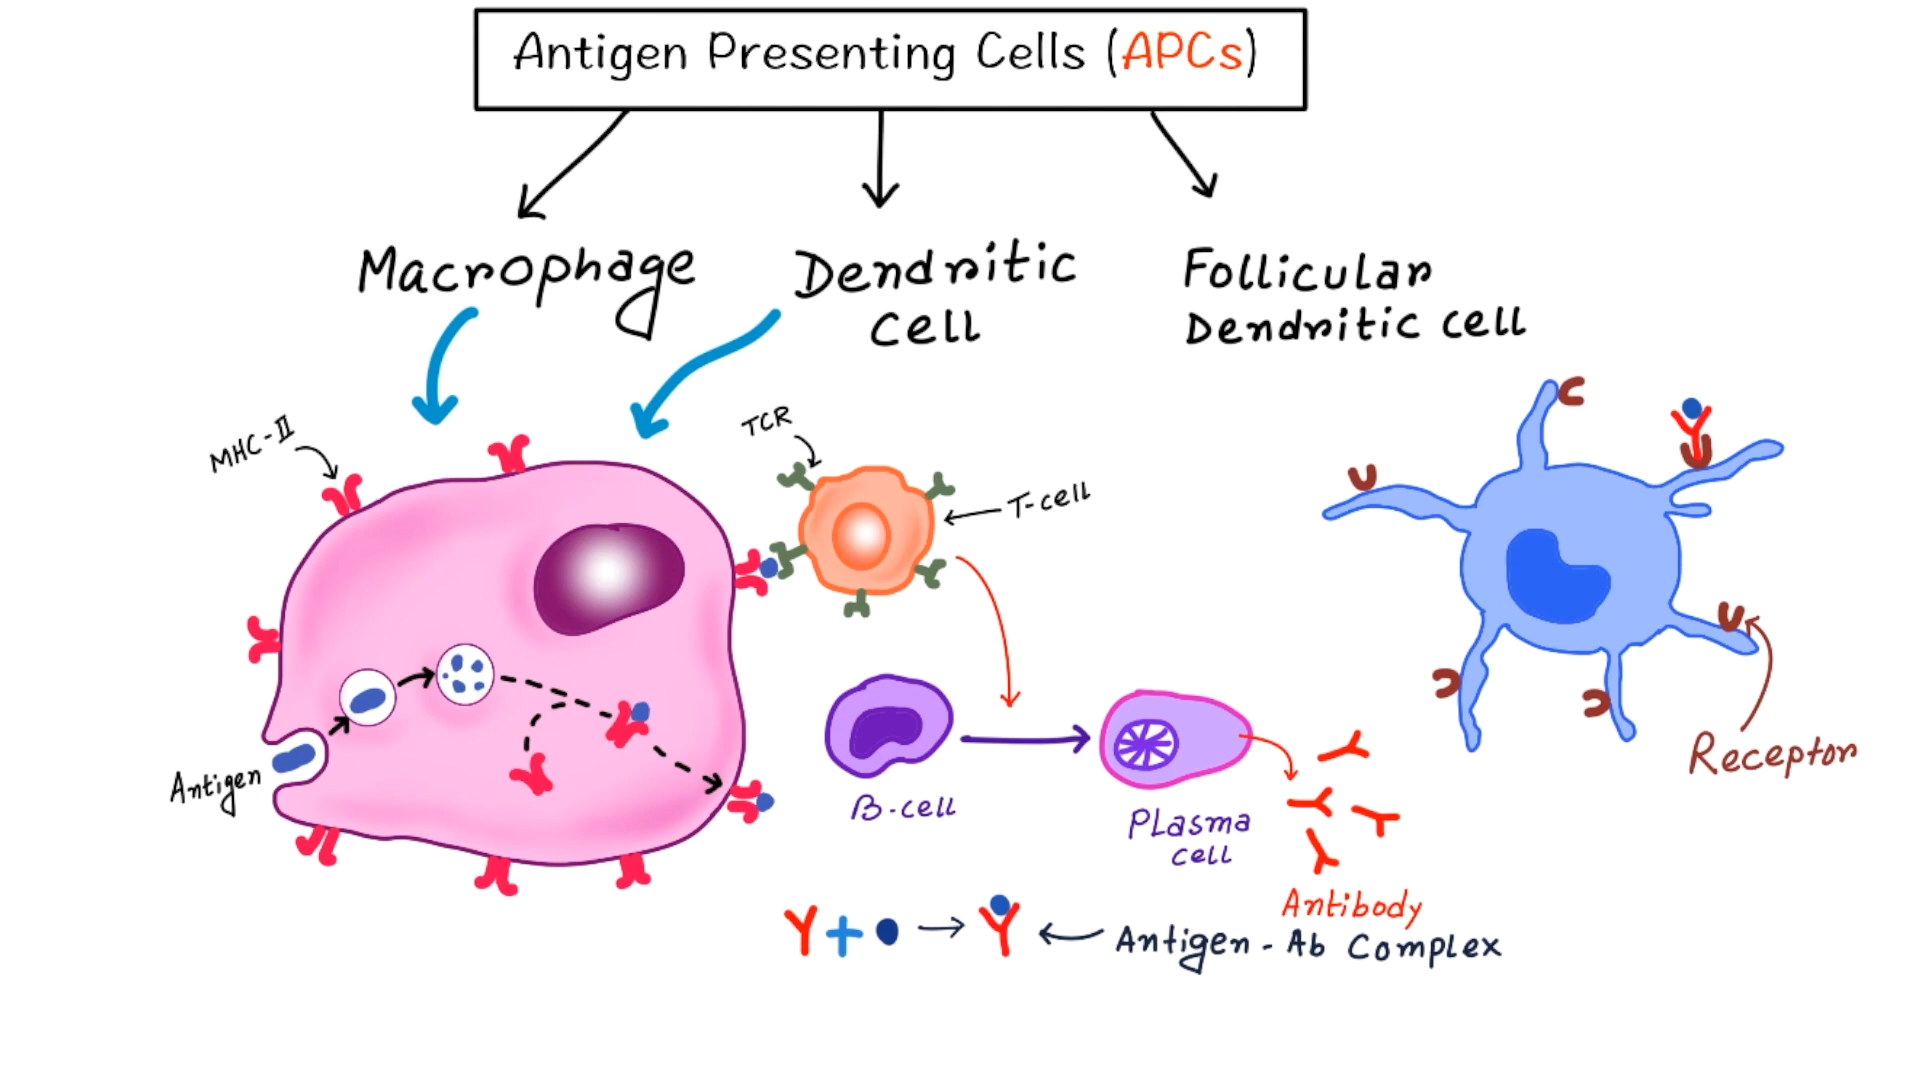 Antigen Presenting Cells (APCs)
Macrophage
Dendritic
Cell
Follicular
Dendritic cell
MHC-II
TCR
T-cell
Antigen
B-cell
Plasma
cell
Receptor
Antibody
Y + → ← Antigen - Ab Complex